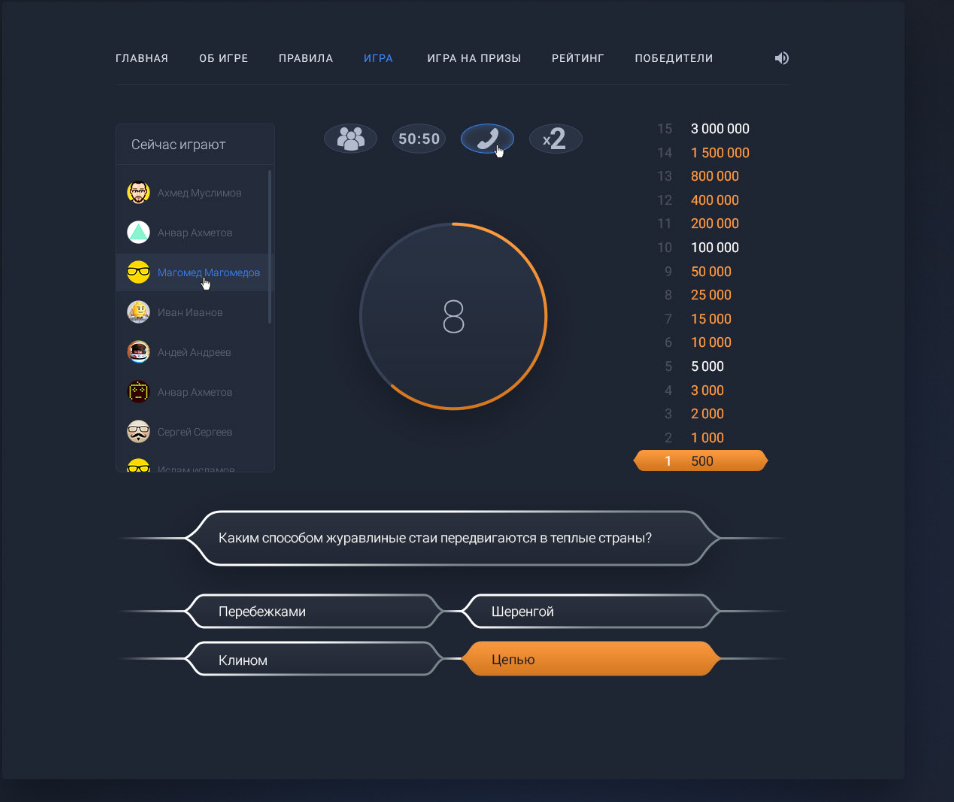 ГЛАВНАЯ ОБ ИГРЕ ПРАВИЛА ИГРА ИГРА НА ПРИЗЫ РЕЙТИНГ ПОБЕДИТЕЛИ
Сейчас играют
Ахмед Муслимов
Анвар Ахметов
Магомед Магомедов
Иван Иванов
Андей Андреев
Анвар Ахметов
Сергей Сергеев
Ислам исламов
50:50
x2
8
15 3 000 000
14 1 500 000
13 800 000
12 400 000
11 200 000
10 100 000
9 50 000
8 25 000
7 15 000
6 10 000
5 5 000
4 3 000
3 2 000
2 1 000
1 500
Каким способом журавлиные стаи передвигаются в теплые страны?
Перебежками
Шеренгой
Клином
Цепью